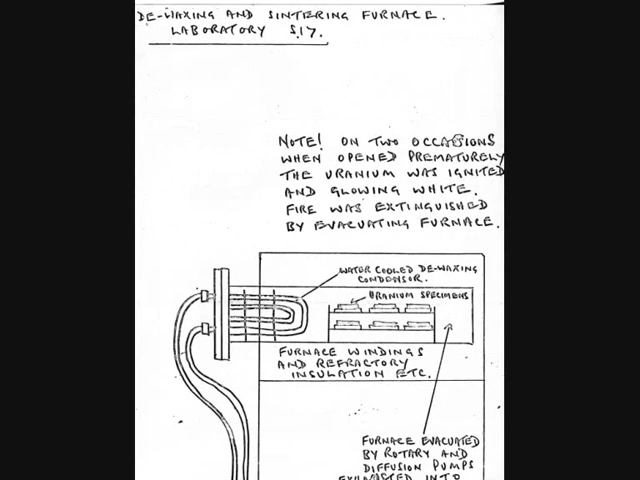 DE-WAXING AND SINTERING FURNACE.
LABORATORY S.17.
NOTE! ON TWO OCCASIONS
WHEN OPENED PREMATURELY
THE URANIUM WAS IGNITED
AND GLOWING WHITE.
FIRE WAS EXTINGUISHED
BY EVACUATING FURNACE.
WATER COOLED DE-WAXING
CONDENSOR.
URANIUM SPECIMENS
FURNACE WINDINGS
AND REFRACTORY
INSULATION ETC.
FURNACE EVACUATED
BY ROTARY AND
DIFFUSION PUMPS
EXHAUSTED INTO